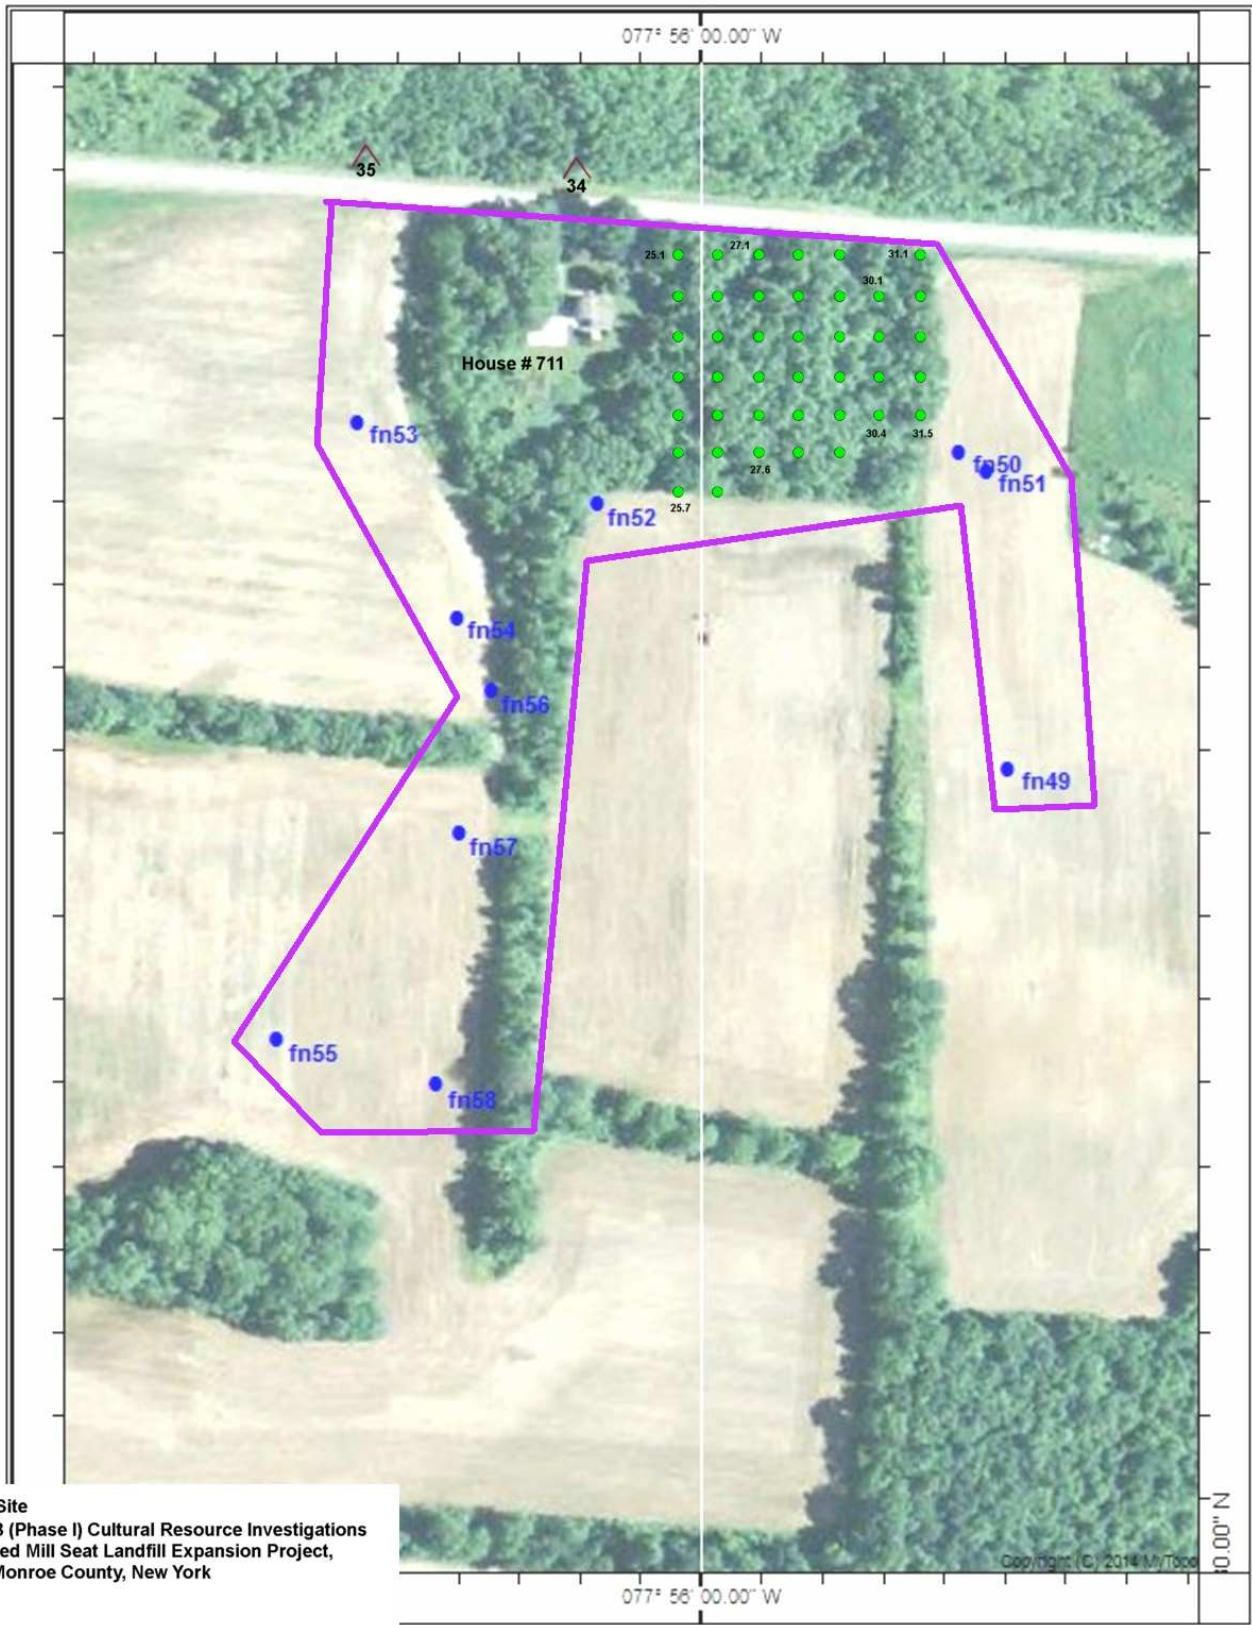 077° 56' 00.00" W
35
34
25.1
27.1
31.1
30.1
House # 711
fn53
30.4
31.5
fn50
27.6
fn51
25.7
fn52
fn54
fn56
fn49
fn57
fn55
fn58
Site
(Phase I) Cultural Resource Investigations
ed Mill Seat Landfill Expansion Project,
Monroe County, New York
0.00" N
Copyright (C) 2014 MyTopo
077° 56' 00.00" W